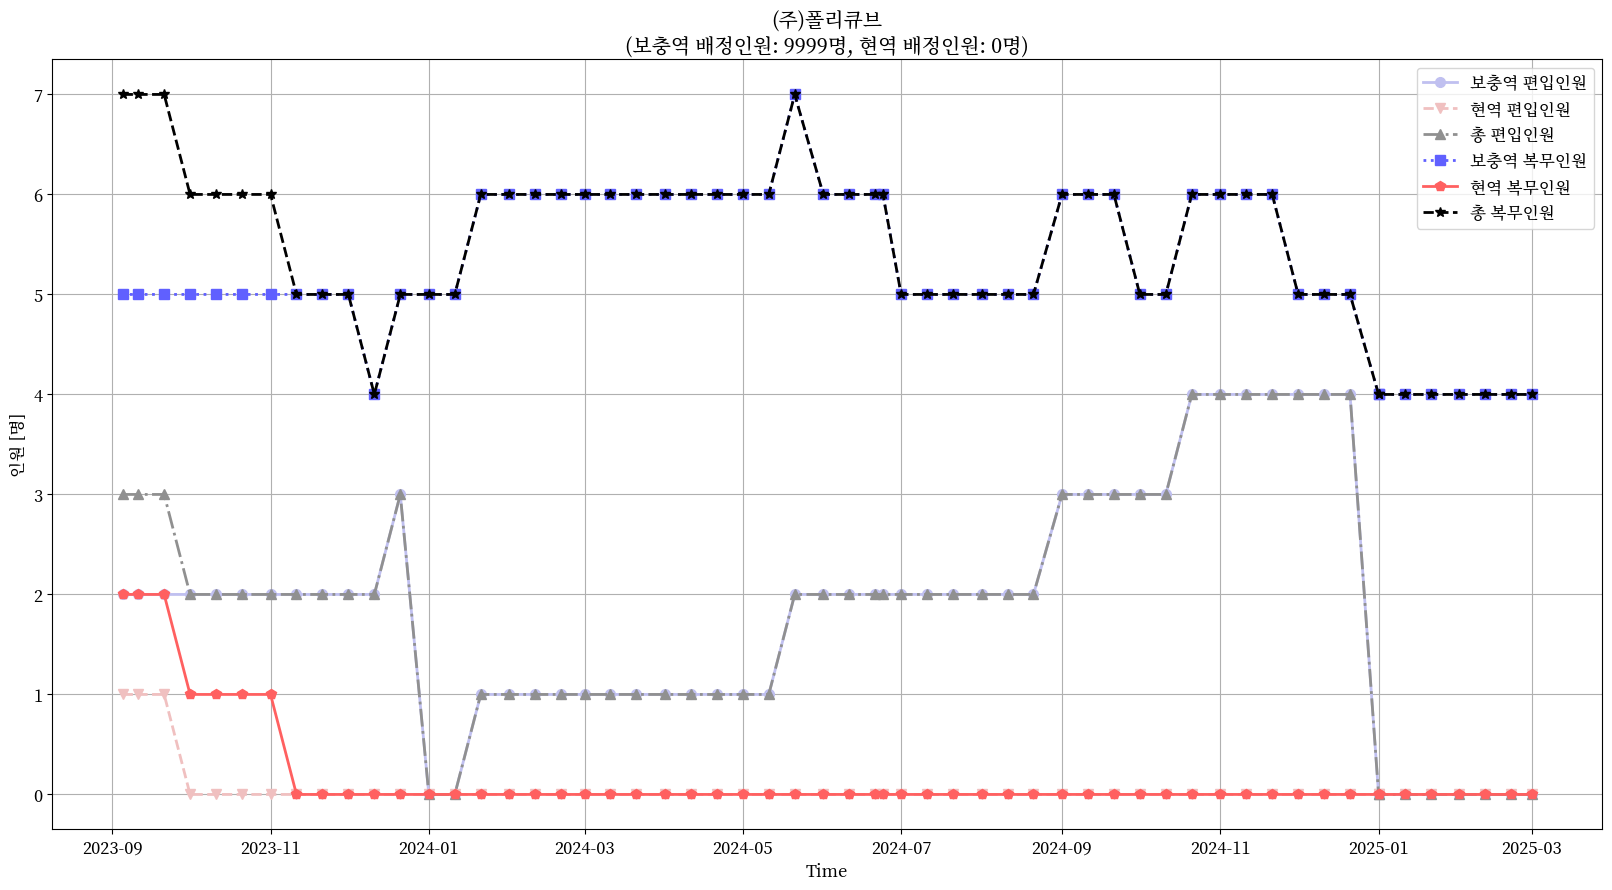 (주)폴리큐브
(보충역 배정인원: 9999명, 현역 배정인원: 0명)
보충역 편입인원
현역 편입인원
총 편입인원
보충역 복무인원
현역 복무인원
총 복무인원
7
6
5
4
3
2
1
0
인원 [명]
2023-09 2023-11 2024-01 2024-03 2024-05 2024-07 2024-09 2024-11 2025-01 2025-03
Time